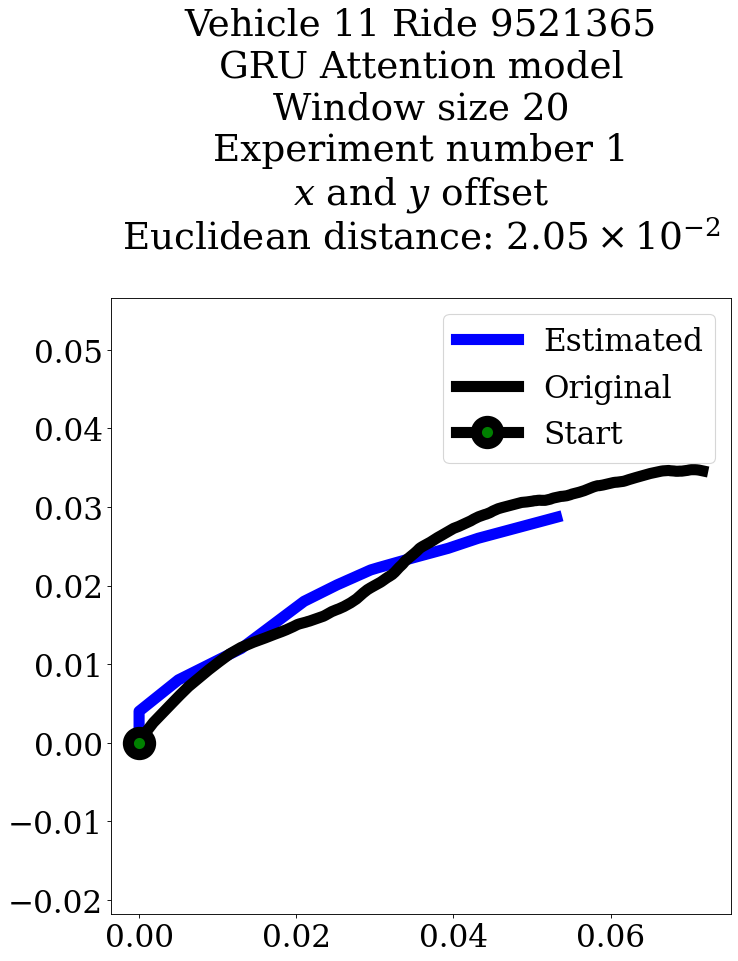 Vehicle 11 Ride 9521365
GRU Attention model
Window size 20
Experiment number 1
x and y offset
Euclidean distance: 2.05 × 10⁻²
Estimated
Original
Start
0.05
0.04
0.03
0.02
0.01
0.00
−0.01
−0.02
0.00 0.02 0.04 0.06